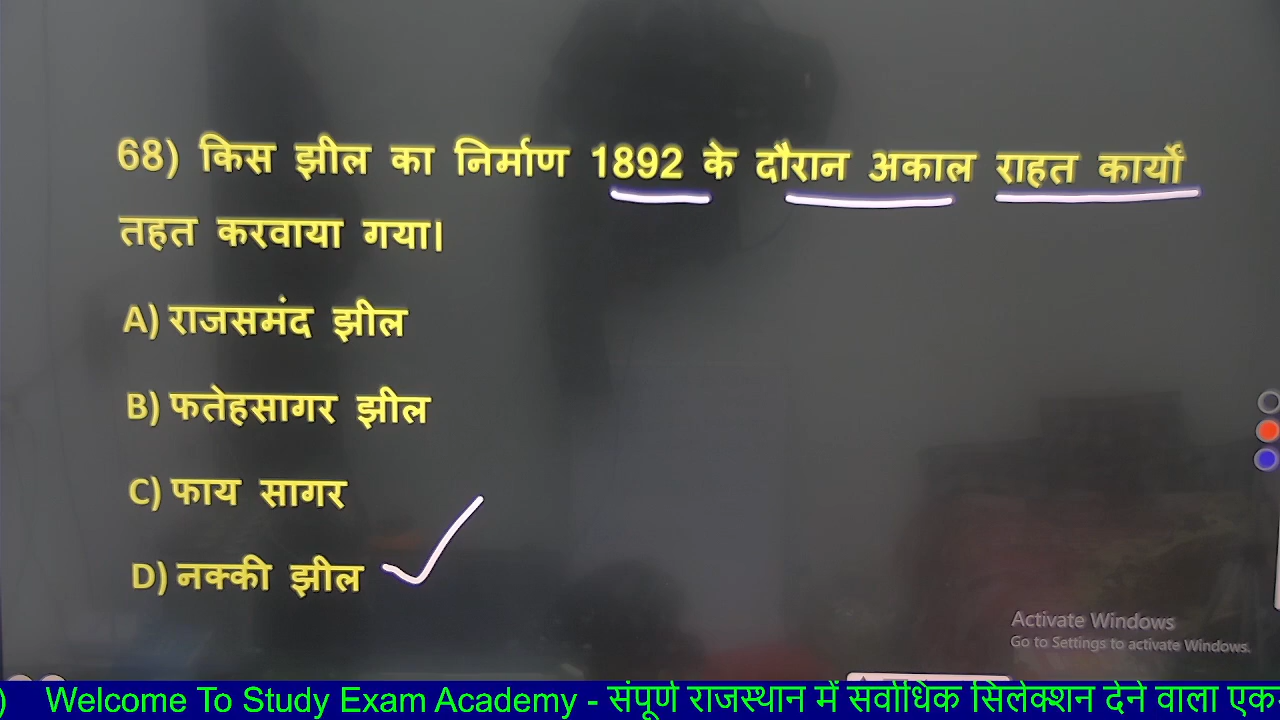 68) किस झील का निर्माण 1892 के दौरान अकाल राहत कार्यों
तहत करवाया गया।
A) राजसमंद झील
B) फतेहसागर झील
C) फाय सागर
D) नक्की झील
Activate Windows
Go to Settings to activate Windows.
) Welcome To Study Exam Academy - संपूर्ण राजस्थान में सर्वाधिक सिलेक्शन देने वाला एक